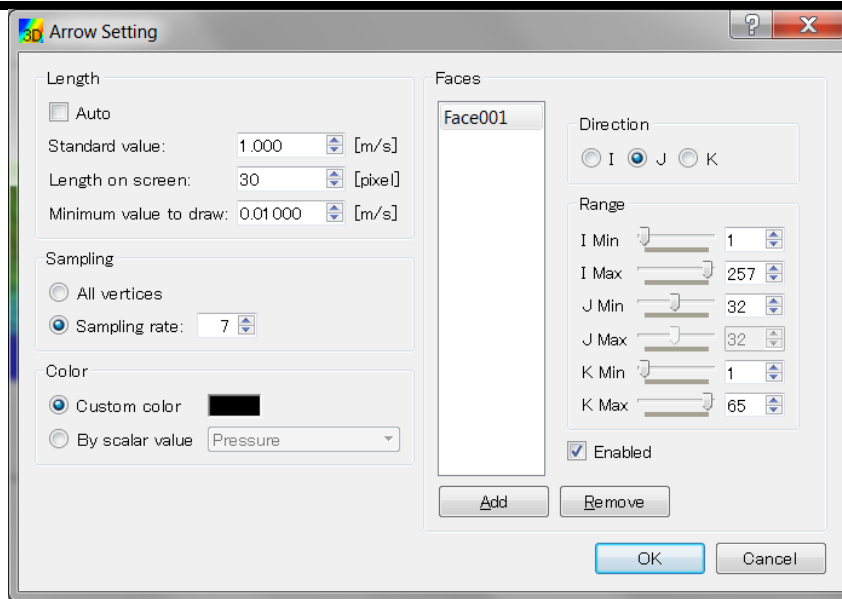 3D Arrow Setting
Length
Auto
Standard value: 1.000 [m/s]
Length on screen: 30 [pixel]
Minimum value to draw: 0.01000 [m/s]
Sampling
All vertices
Sampling rate: 7
Color
Custom color
By scalar value Pressure
Faces
Face001
Direction
I J K
Range
I Min 1
I Max 257
J Min 32
J Max 32
K Min 1
K Max 65
Enabled
Add Remove
OK Cancel